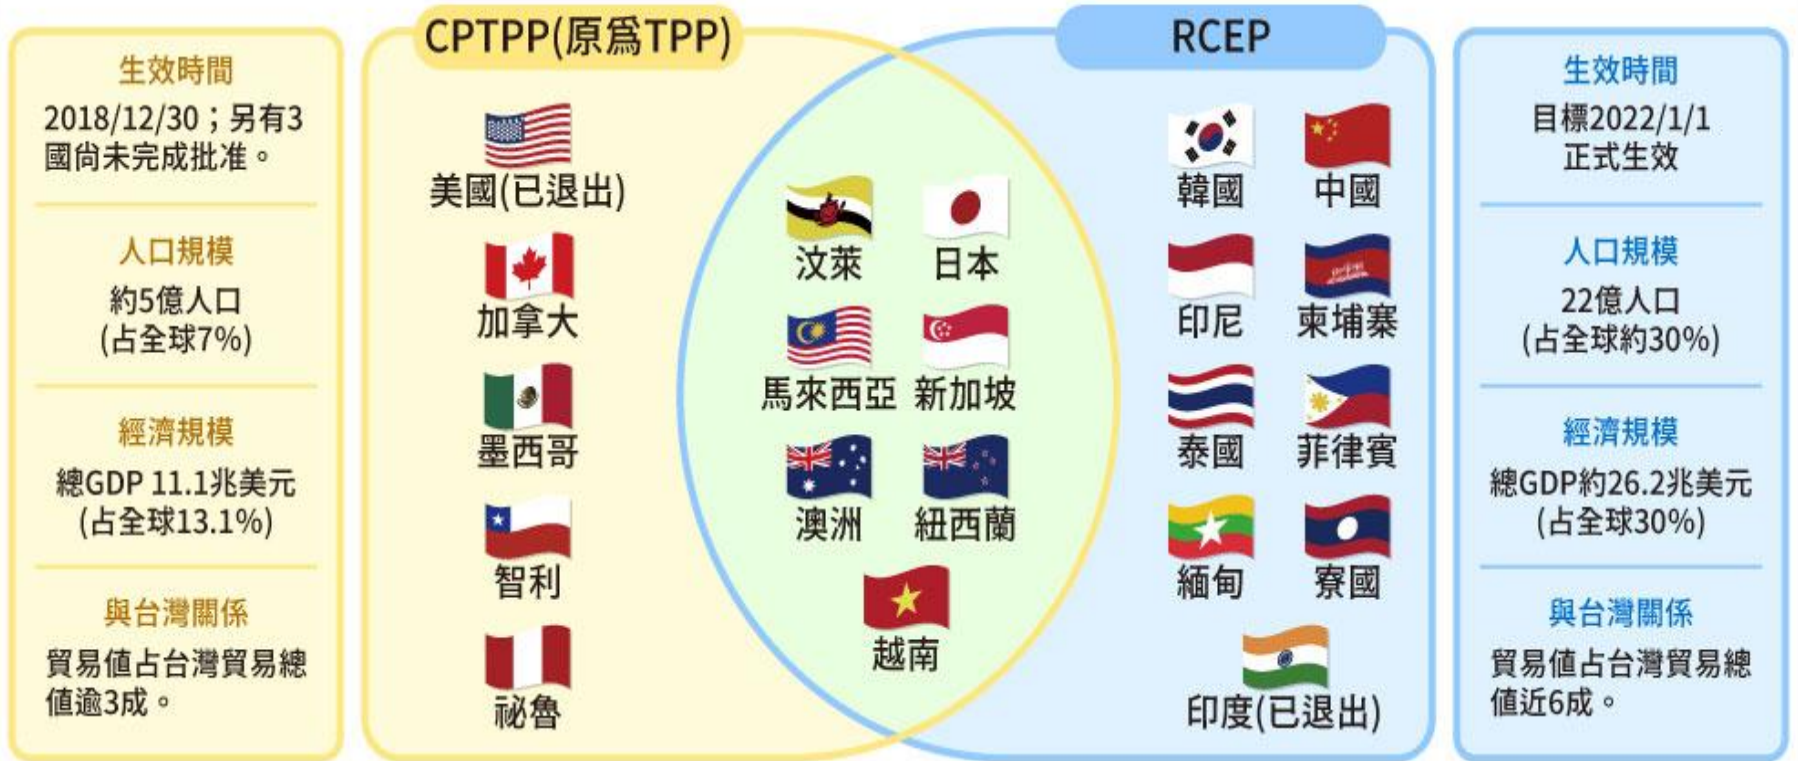 CPTPP(原爲TPP)
RCEP
生效時間
2018/12/30；另有3
國尚未完成批准。
人口規模
約5億人口
(占全球7%)
經濟規模
總GDP 11.1兆美元
(占全球13.1%)
與台灣關係
貿易值占台灣貿易總
值逾3成。
美國(已退出)
加拿大
墨西哥
智利
祕魯
汶萊 日本
馬來西亞 新加坡
澳洲 紐西蘭
越南
韓國 中國
印尼 柬埔寨
泰國 菲律賓
緬甸 寮國
印度(已退出)
生效時間
目標2022/1/1
正式生效
人口規模
22億人口
(占全球約30%)
經濟規模
總GDP約26.2兆美元
(占全球30%)
與台灣關係
貿易值占台灣貿易總
值近6成。